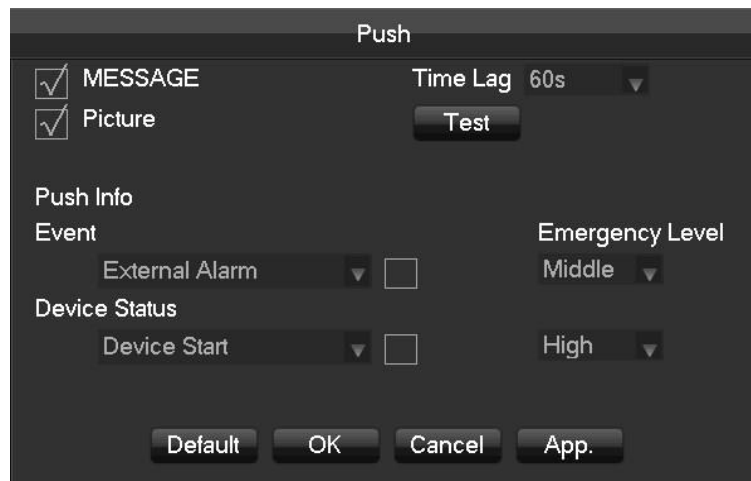 Push
MESSAGE Time Lag 60s
Picture Test
Push Info
Event Emergency Level
External Alarm Middle
Device Status
Device Start High
Default OK Cancel App.